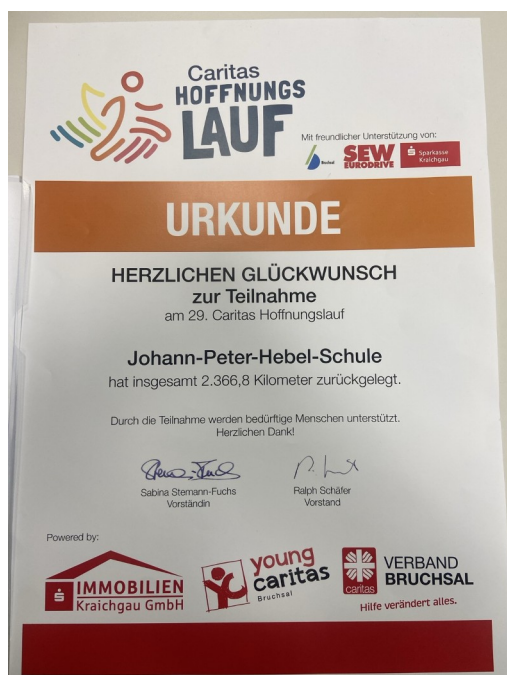 Caritas
HOFFNUNGS
LAUF
Mit freundlicher Unterstützung von:
Bruchsal
SEW
EURODRIVE
Sparkasse
Kraichgau
URKUNDE
HERZLICHEN GLÜCKWUNSCH
zur Teilnahme
am 29. Caritas Hoffnungslauf
Johann-Peter-Hebel-Schule
hat insgesamt 2.366,8 Kilometer zurückgelegt.
Durch die Teilnahme werden bedürftige Menschen unterstützt.
Herzlichen Dank!
Sabina Stemann-Fuchs
Vorständin
Ralph Schäfer
Vorstand
Powered by:
IMMOBILIEN
Kraichgau GmbH
young
caritas
Bruchsal
caritas
VERBAND
BRUCHSAL
Hilfe verändert alles.